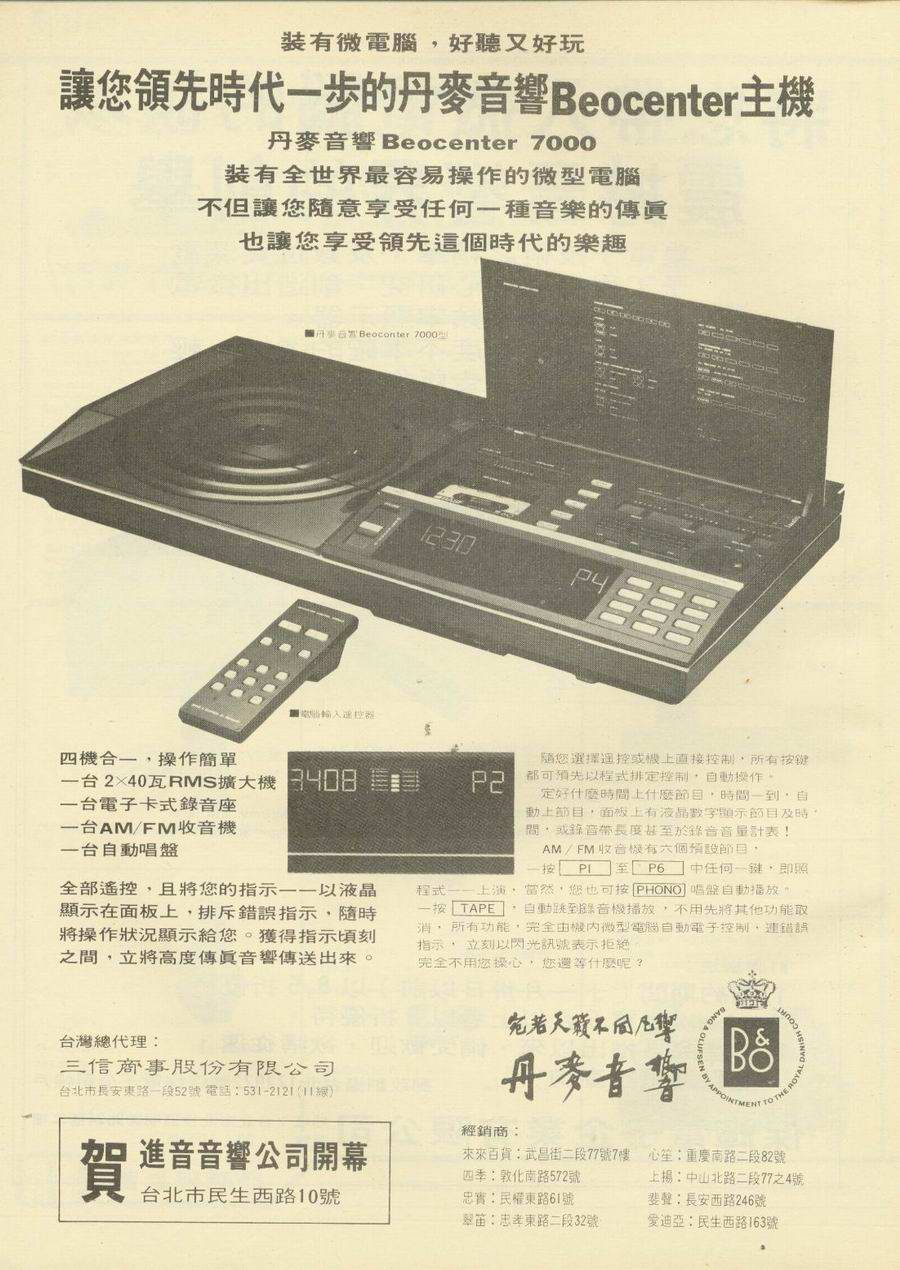 裝有微電腦，好聽又好玩
讓您領先時代一步的丹麥音響Beocenter主機
丹麥音響Beocenter 7000
裝有全世界最容易操作的微型電腦
不但讓您隨意享受任何一種音樂的傳眞
也讓您享受領先這個時代的樂趣
■丹麥音響Beoconter 7000型
1230
P4
■電腦輸入遙控器
四機合一，操作簡單
一台2×40瓦RMS擴大機
一台電子卡式錄音座
一台AM/FM收音機
一台自動唱盤
3408
P2
全部遙控，且將您的指示——以液晶
顯示在面板上，排斥錯誤指示，隨時
將操作狀況顯示給您。獲得指示頃刻
之間，立將高度傳眞音響傳送出來。
隨您選擇遙控或機上直接控制，所有按鍵
都可預先以程式排定控制，自動操作。
定好什麼時間上什麼節目，時間一到，自
動上節目，面板上有液晶數字顯示節目及時
間，或錄音帶長度甚至於錄音音量計表！
AM / FM 收音機有六個預設節目，
一按 P1 至 P6 中任何一鍵，即照
程式一一上演，當然，您也可按 PHONO 唱盤自動播放。
一按 TAPE ，自動跳到錄音機播放，不用先將其他功能取
消，所有功能，完全由機內微型電腦自動電子控制，連錯誤
指示，立刻以閃光訊號表示拒絕。
完全不用您操心，您還等什麼呢？
宛若天籟不同凡響
丹麥音響
B&O
BANG & OLUFSEN BY APPOINTMENT TO THE ROYAL DANISH COURT
台灣總代理：
三信商事股份有限公司
台北市長安東路一段52號 電話：531-2121(11線)
賀
進音音響公司開幕
台北市民生西路10號
經銷商：
來來百貨：武昌街二段77號7樓
四季：敦化南路572號
忠實：民權東路61號
翠笛：忠孝東路二段32號
心笙：重慶南路二段82號
上揚：中山北路二段77之4號
斐聲：長安西路246號
愛迪亞：民生西路163號